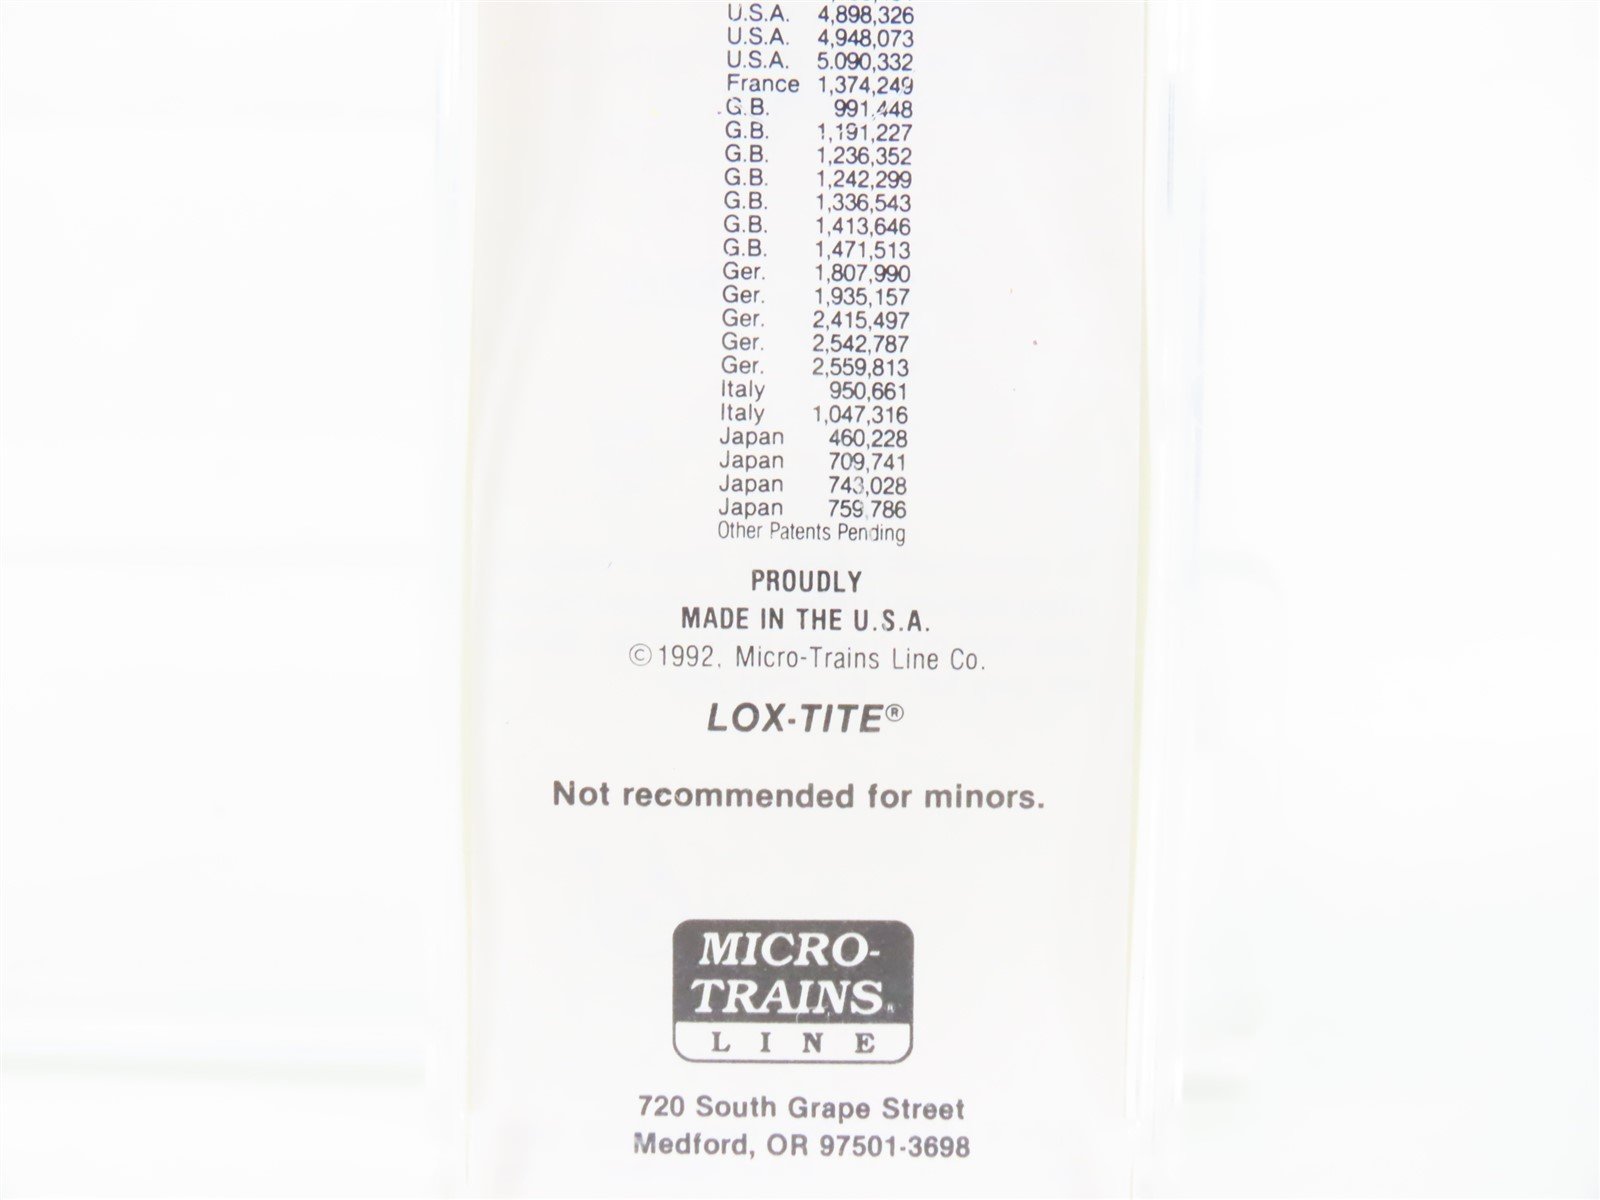 U.S.A. 4,898,326
U.S.A. 4,948,073
U.S.A. 5.090,332
France 1,374,249
G.B. 991,448
G.B. 1,191,227
G.B. 1,236,352
G.B. 1,242,299
G.B. 1,336,543
G.B. 1,413,646
G.B. 1,471,513
Ger. 1,807,990
Ger. 1,935,157
Ger. 2,415,497
Ger. 2,542,787
Ger. 2,559,813
Italy 950,661
Italy 1,047,316
Japan 460,228
Japan 709,741
Japan 743,028
Japan 759,786
Other Patents Pending
PROUDLY
MADE IN THE U.S.A.
©1992, Micro-Trains Line Co.
LOX-TITE®
Not recommended for minors.
MICRO-
TRAINS®
LINE
720 South Grape Street
Medford, OR 97501-3698